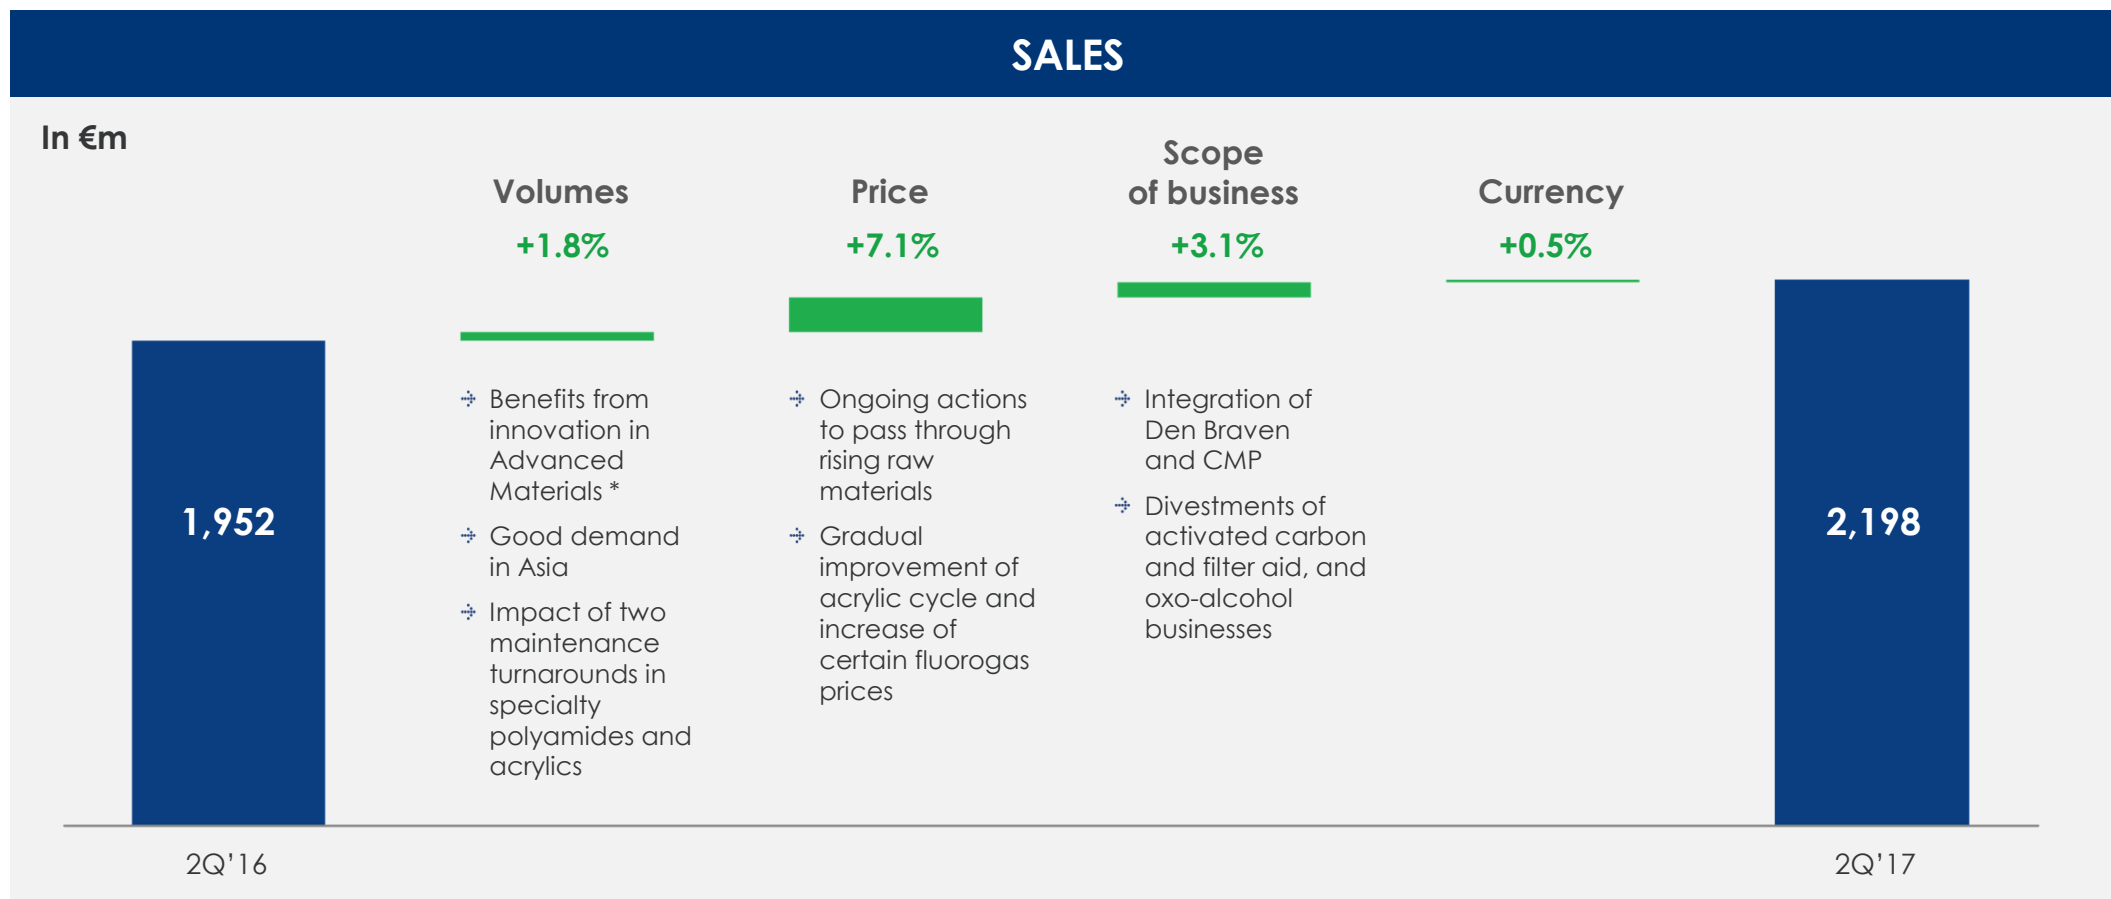 SALES
In €m
Volumes
+1.8%
Price
+7.1%
Scope
of business
+3.1%
Currency
+0.5%
1,952
Benefits from
innovation in
Advanced
Materials *
Good demand
in Asia
Impact of two
maintenance
turnarounds in
specialty
polyamides and
acrylics
Ongoing actions
to pass through
rising raw
materials
Gradual
improvement of
acrylic cycle and
increase of
certain fluorogas
prices
Integration of
Den Braven
and CMP
Divestments of
activated carbon
and filter aid, and
oxo-alcohol
businesses
2,198
2Q’16
2Q’17